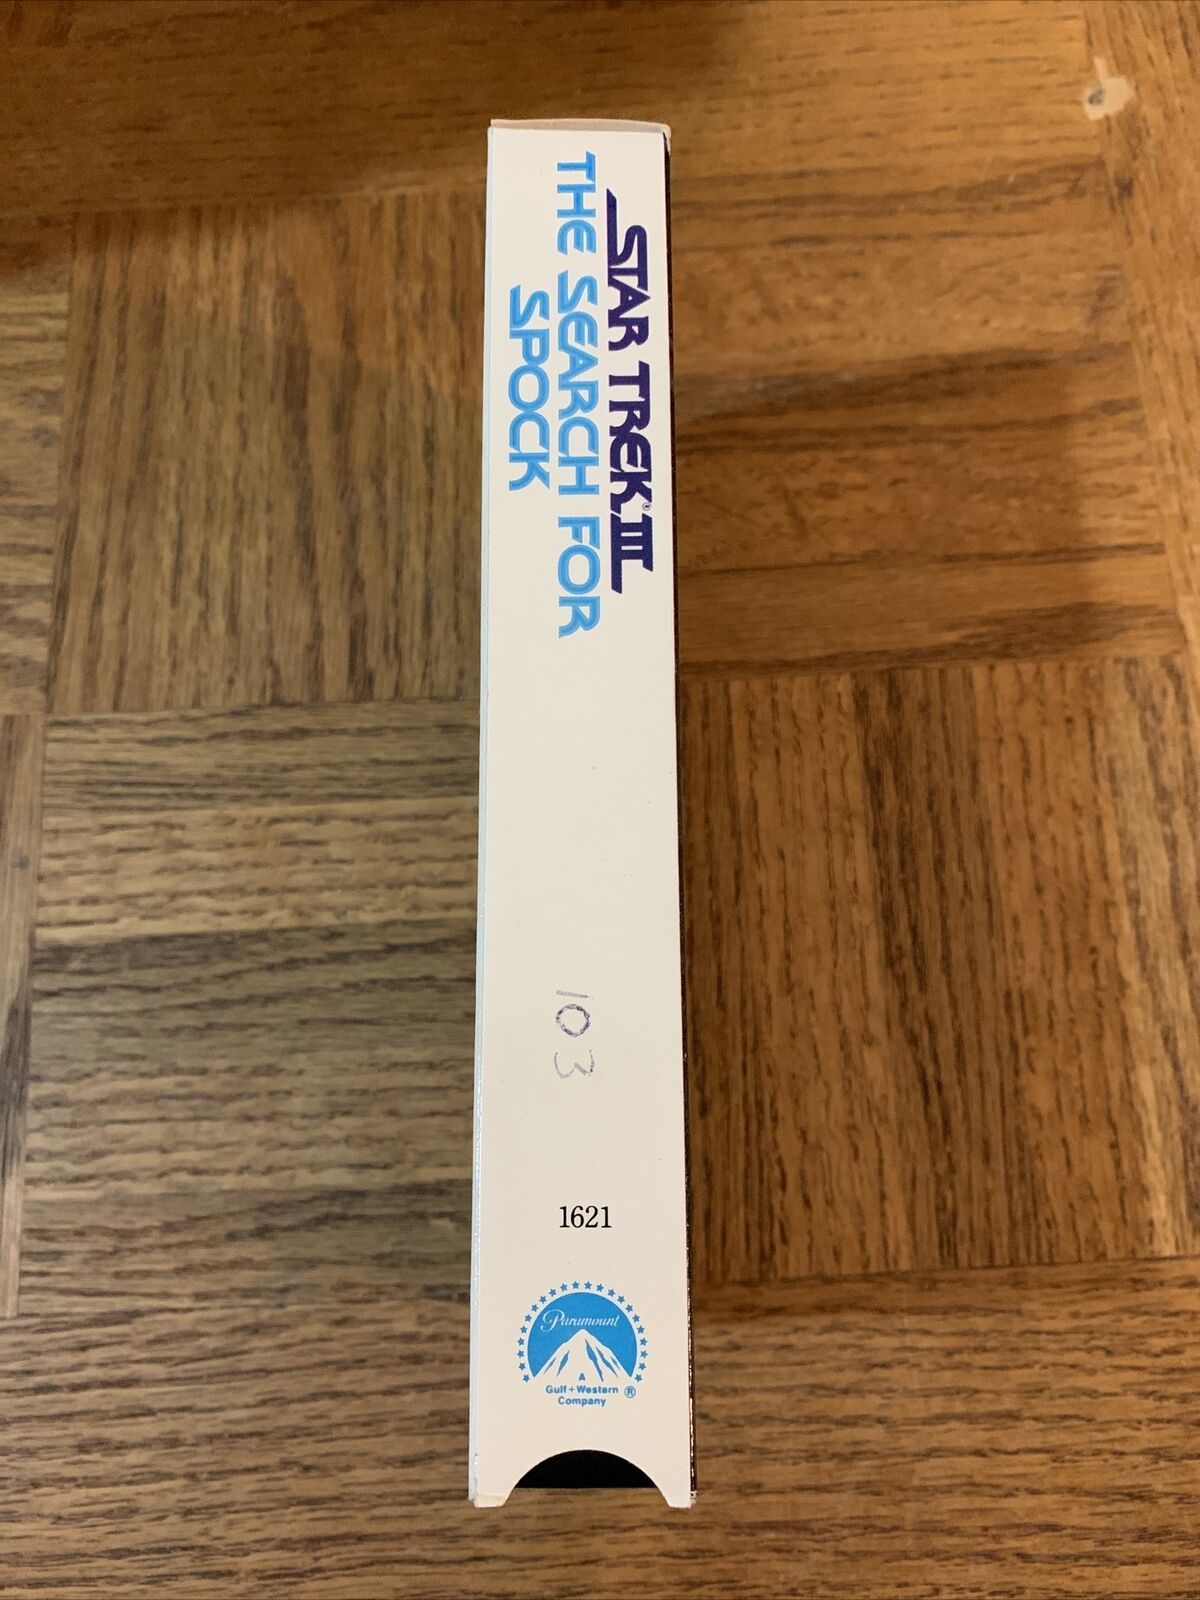 STAR TREK® III
THE SEARCH FOR
SPOCK
103
1621
Paramount
A
Gulf+Western ®
Company